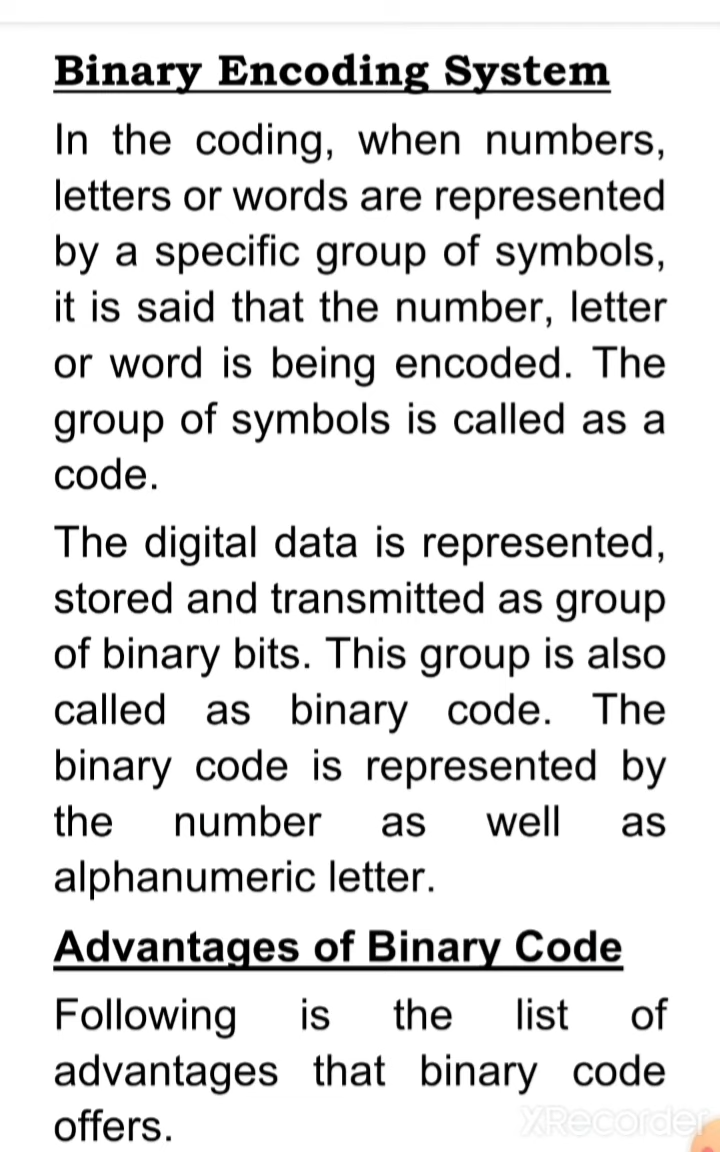 Binary Encoding System
In the coding, when numbers,
letters or words are represented
by a specific group of symbols,
it is said that the number, letter
or word is being encoded. The
group of symbols is called as a
code.
The digital data is represented,
stored and transmitted as group
of binary bits. This group is also
called as binary code. The
binary code is represented by
the number as well as
alphanumeric letter.
Advantages of Binary Code
Following is the list of
advantages that binary code
offers.
XRecorder